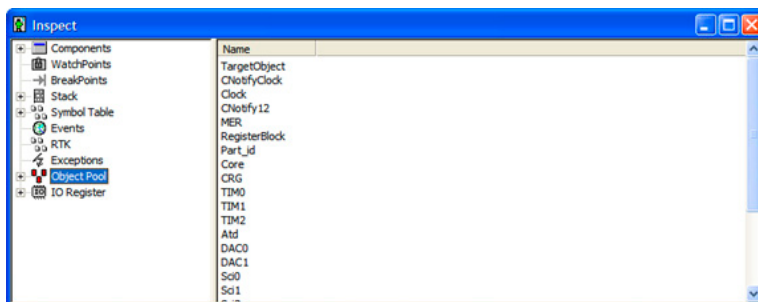 Inspect
Components
WatchPoints
BreakPoints
Stack
Symbol Table
Events
RTK
Exceptions
Object Pool
IO Register
Name
TargetObject
CNotifyClock
Clock
CNotify12
MER
RegisterBlock
Part_id
Core
CRG
TIM0
TIM1
TIM2
Atd
DAC0
DAC1
Sci0
Sci1